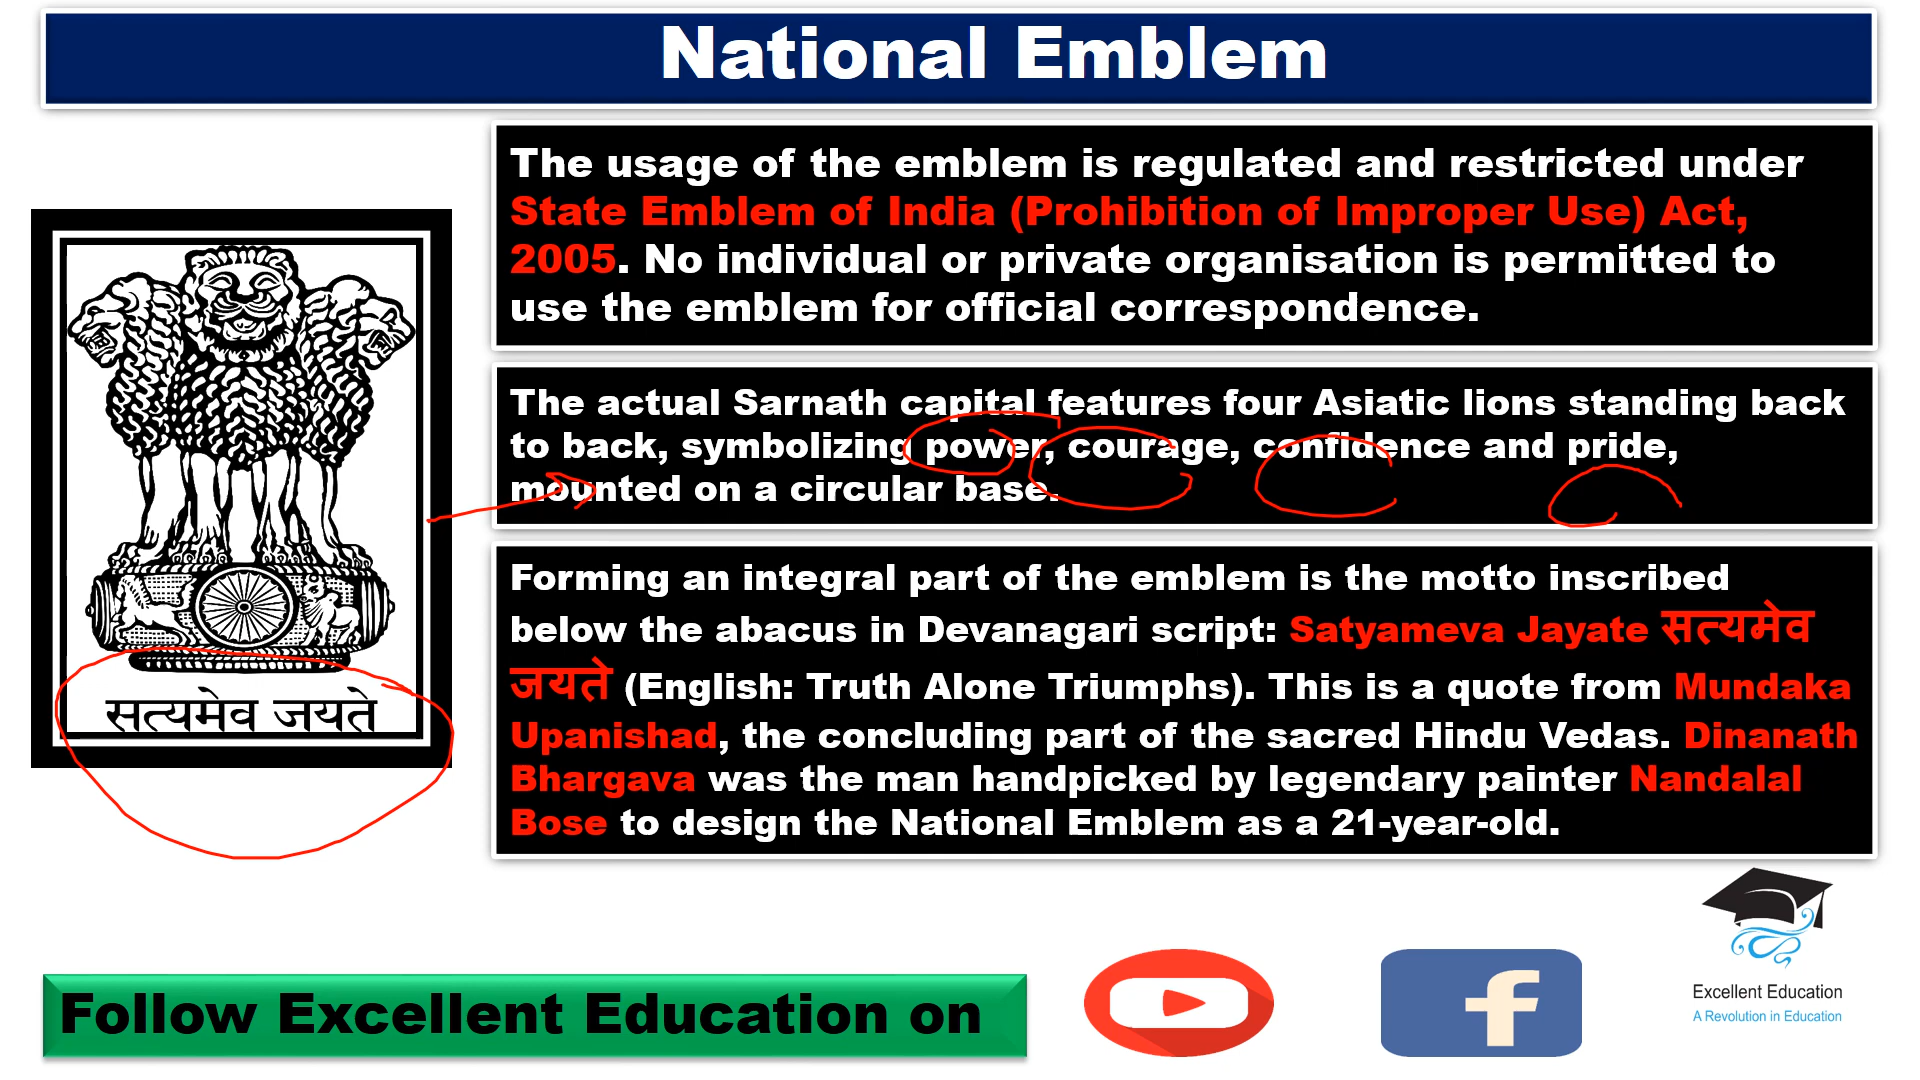 National Emblem
The usage of the emblem is regulated and restricted under
State Emblem of India (Prohibition of Improper Use) Act,
2005. No individual or private organisation is permitted to
use the emblem for official correspondence.
The actual Sarnath capital features four Asiatic lions standing back
to back, symbolizing power, courage, confidence and pride,
mounted on a circular base.
सत्यमेव जयते
Forming an integral part of the emblem is the motto inscribed
below the abacus in Devanagari script: Satyameva Jayate सत्यमेव
जयते (English: Truth Alone Triumphs). This is a quote from Mundaka
Upanishad, the concluding part of the sacred Hindu Vedas. Dinanath
Bhargava was the man handpicked by legendary painter Nandalal
Bose to design the National Emblem as a 21-year-old.
Follow Excellent Education on
f
Excellent Education
A Revolution in Education